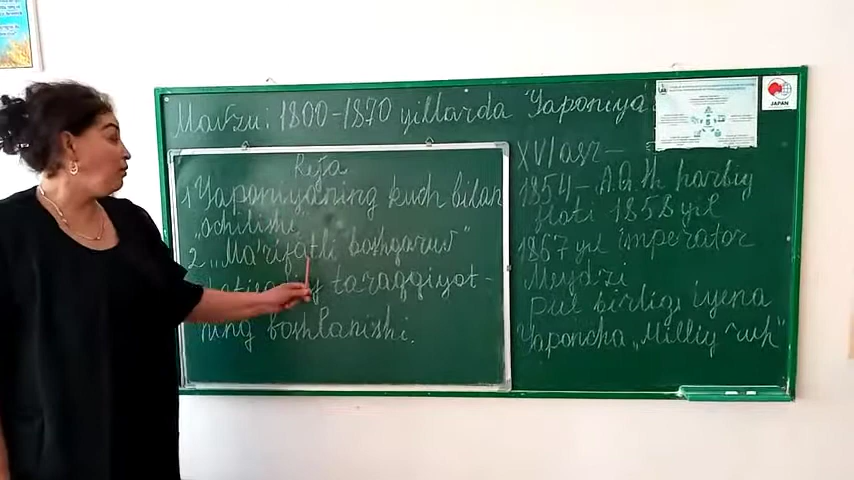 Mavzu: 1800-1870 yillarda Yaponiya
Reja
1 Yaponiyaning kuch bilan
„ochilishi"
2 „Ma'rifatli boshqaruv"
taraqqiyot-
ning boshlanishi.
XVI asr-
1854- A.Q.Sh harbiy
floti 1858 yil
1867 yil imperator
Meydzi
pul birligi iyena
Yaponcha „Milliy ruh"
JAPAN